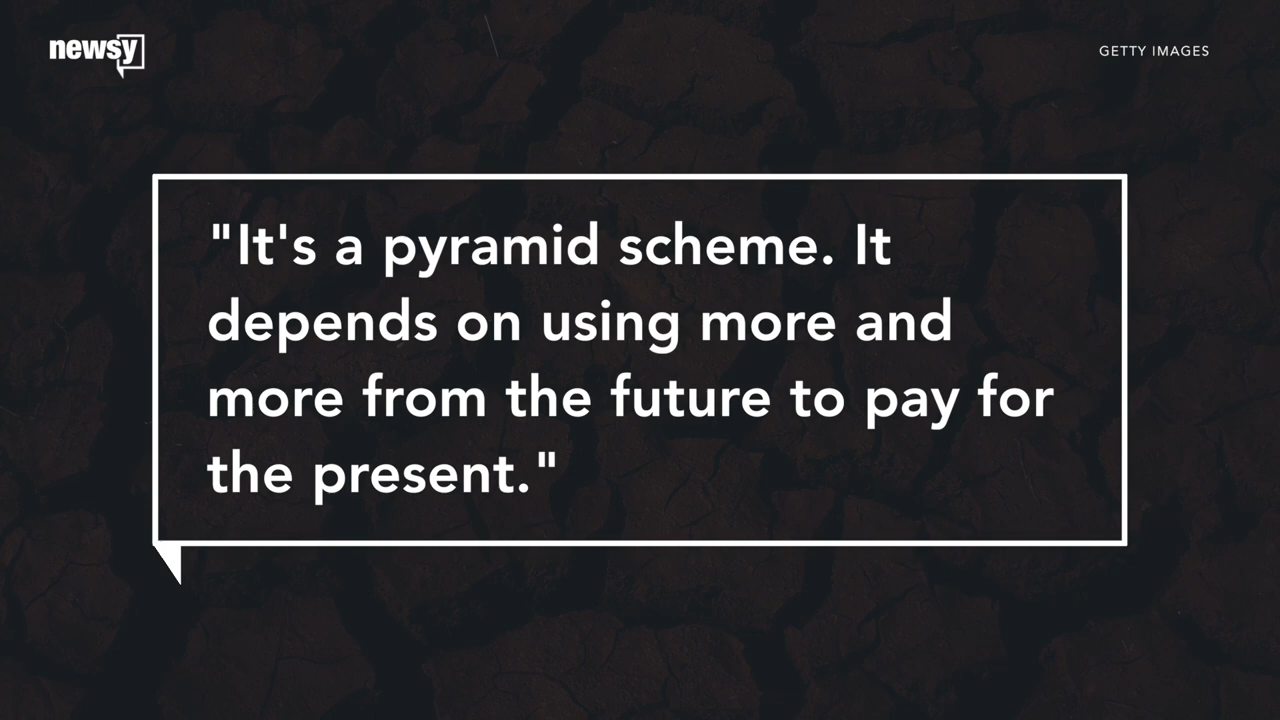 newsy
GETTY IMAGES
"It's a pyramid scheme. It
depends on using more and
more from the future to pay for
the present."